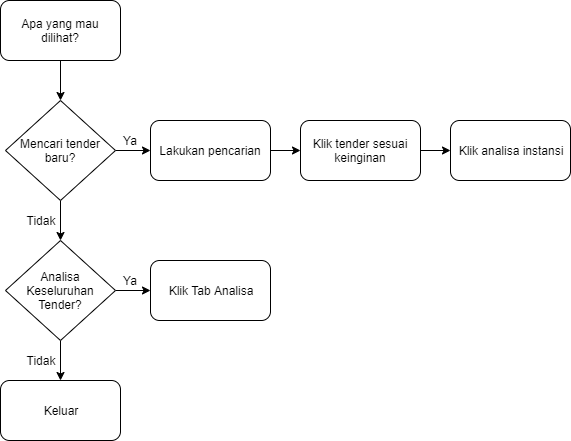 Apa yang mau
dilihat?
Mencari tender
baru?
Ya
Lakukan pencarian
Klik tender sesuai
keinginan
Klik analisa instansi
Tidak
Analisa
Keseluruhan
Tender?
Ya
Klik Tab Analisa
Tidak
Keluar